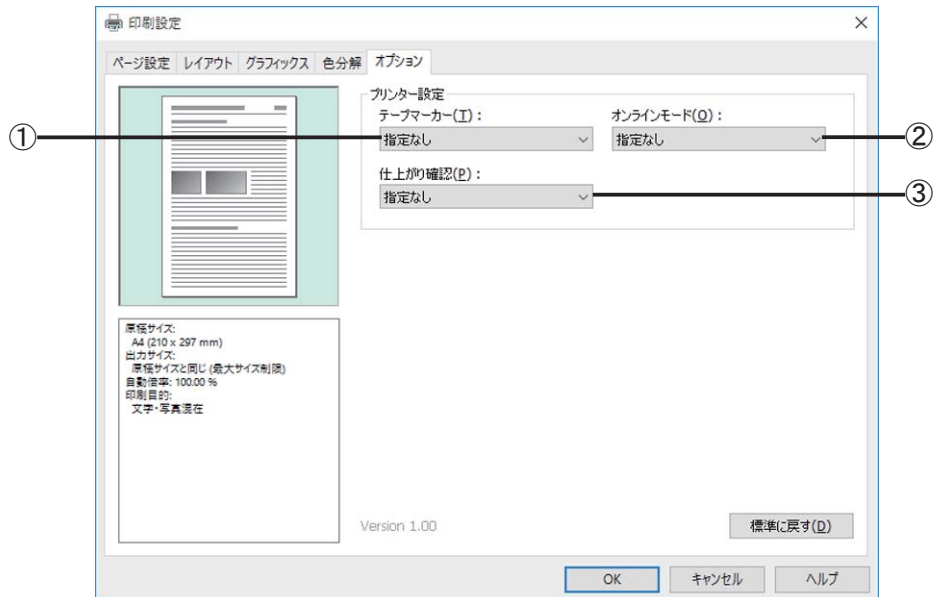 印刷設定
ページ設定 レイアウト グラフィックス 色分解 オプション
プリンター設定
テープマーカー(T): オンラインモード(O):
① 指定なし 指定なし ②
仕上がり確認(P):
指定なし ③
原稿サイズ:
A4 (210 x 297 mm)
出力サイズ:
原稿サイズと同じ (最大サイズ制限)
自動倍率: 100.00 %
印刷目的:
文字・写真混在
Version 1.00 標準に戻す(D)
OK キャンセル ヘルプ